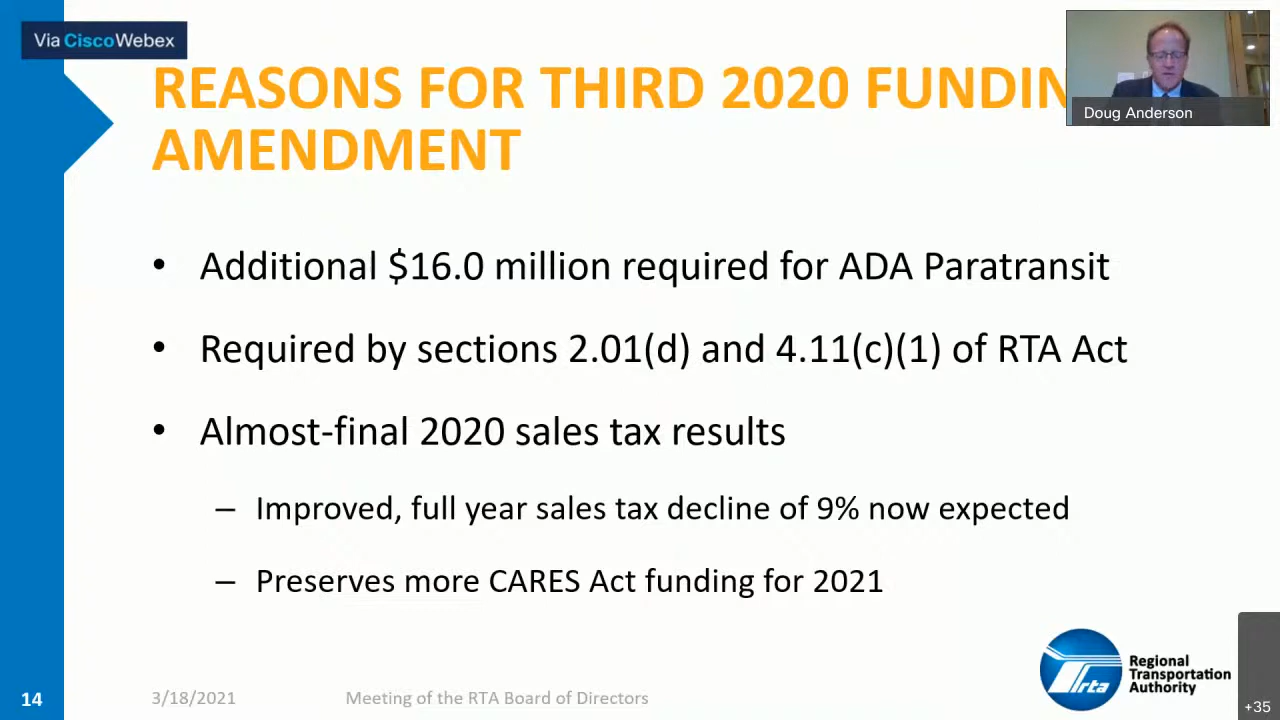 Via CiscoWebex
REASONS FOR THIRD 2020 FUNDIN
AMENDMENT
Doug Anderson
• Additional $16.0 million required for ADA Paratransit
• Required by sections 2.01(d) and 4.11(c)(1) of RTA Act
• Almost-final 2020 sales tax results
– Improved, full year sales tax decline of 9% now expected
– Preserves more CARES Act funding for 2021
rta
Regional
Transportation
Authority
14
3/18/2021
Meeting of the RTA Board of Directors
+35